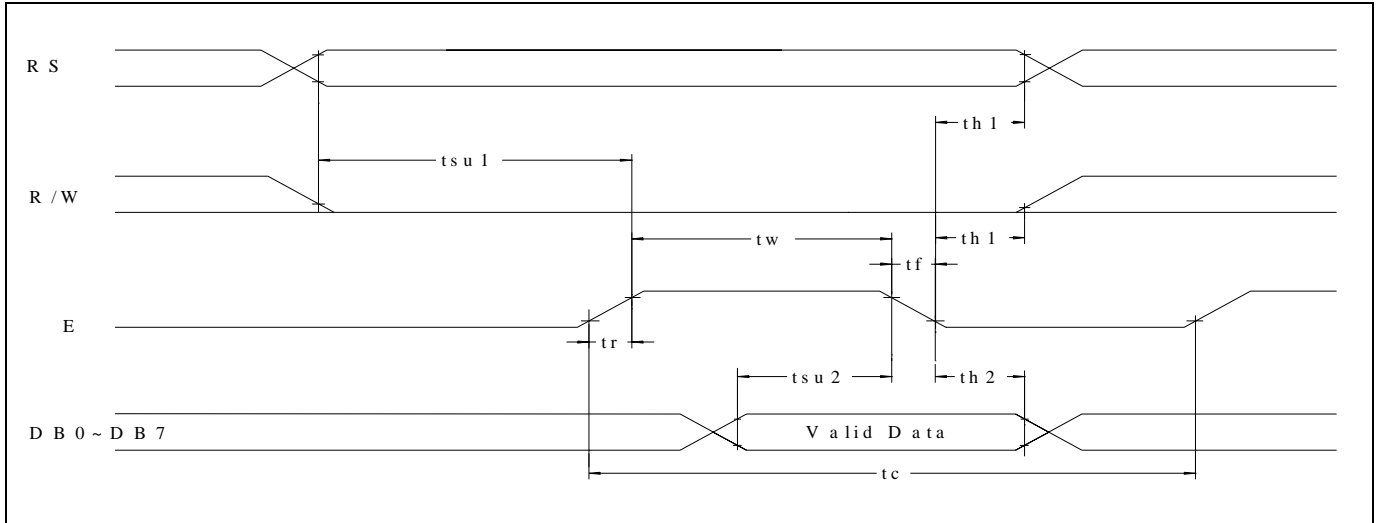 RS
th1
tsu1
R/W
tw
th1
tf
E
tr
tsu2
th2
DB0~DB7
Valid Data
tc